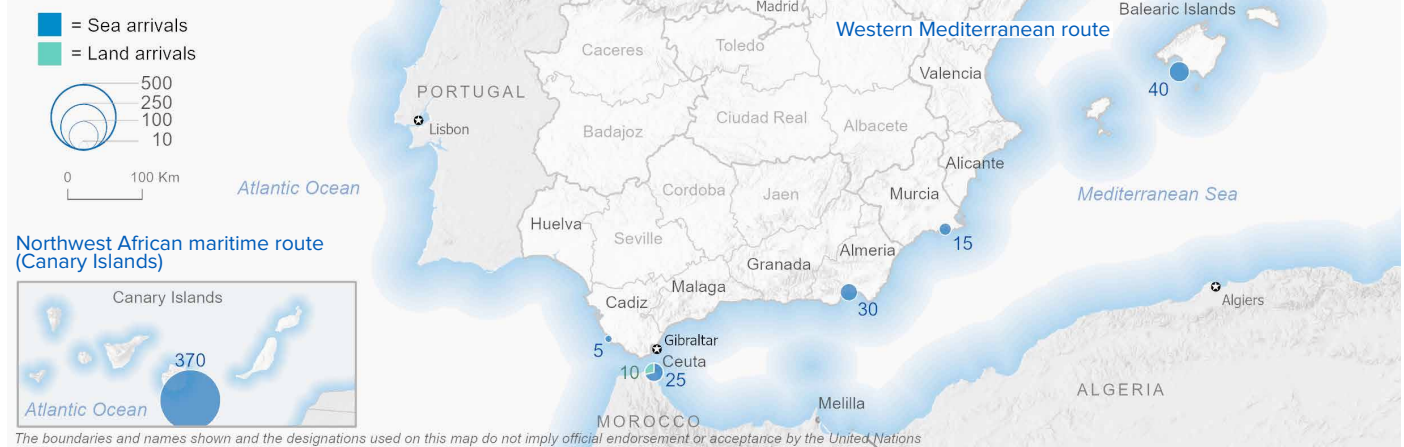 = Sea arrivals
= Land arrivals
500
250
100
10
0 100 Km
Madrid
Western Mediterranean route
Balearic Islands
Caceres
Toledo
Valencia
40
PORTUGAL
Lisbon
Badajoz
Ciudad Real
Albacete
Alicante
Atlantic Ocean
Cordoba
Jaen
Murcia
Mediterranean Sea
Huelva
Seville
15
Almeria
Granada
Malaga
Cadiz
30
Algiers
Gibraltar
5
Ceuta
10
25
ALGERIA
Melilla
MOROCCO
Northwest African maritime route
(Canary Islands)
Canary Islands
370
Atlantic Ocean
The boundaries and names shown and the designations used on this map do not imply official endorsement or acceptance by the United Nations